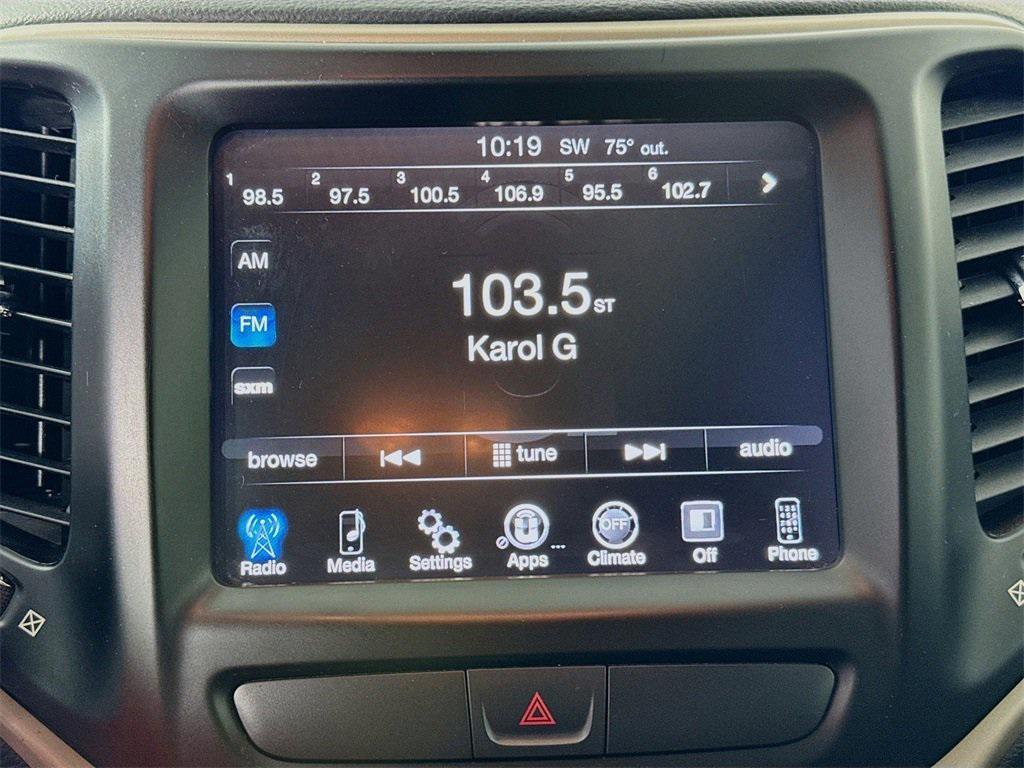 10:19 SW 75° out.
1 98.5 2 97.5 3 100.5 4 106.9 5 95.5 6 102.7
AM
103.5 ST
FM
Karol G
sxm
browse tune audio
OFF
Radio Media Settings Apps ... Climate Off Phone